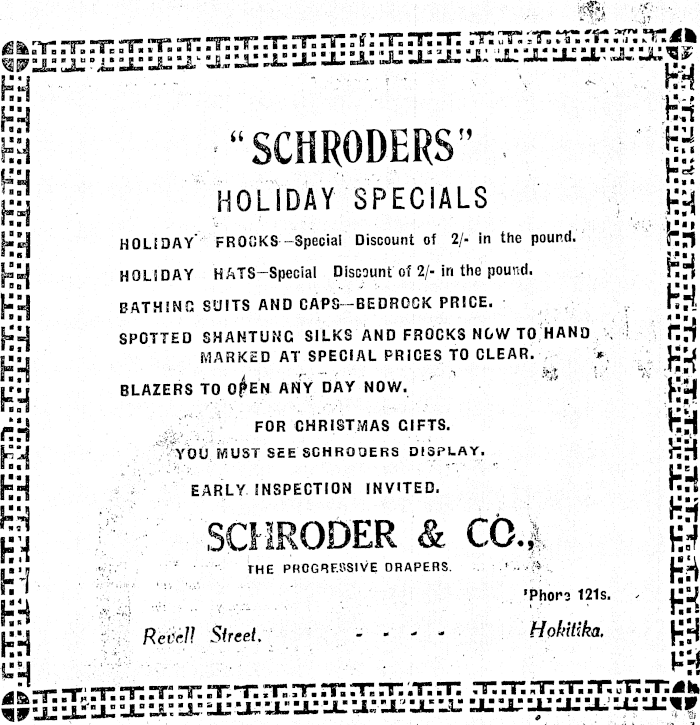 "SCHRODERS"
HOLIDAY SPECIALS
HOLIDAY FROCKS—Special Discount of 2/- in the pound.
HOLIDAY HATS—Special Discount of 2/- in the pound.
BATHING SUITS AND CAPS—BEDROCK PRICE.
SPOTTED SHANTUNG SILKS AND FROCKS NOW TO HAND
MARKED AT SPECIAL PRICES TO CLEAR.
BLAZERS TO OPEN ANY DAY NOW.
FOR CHRISTMAS GIFTS.
YOU MUST SEE SCHRODERS DISPLAY.
EARLY INSPECTION INVITED.
SCHRODER & CO.,
THE PROGRESSIVE DRAPERS.
'Phone 121s.
Revell Street. - - - - Hokitika.